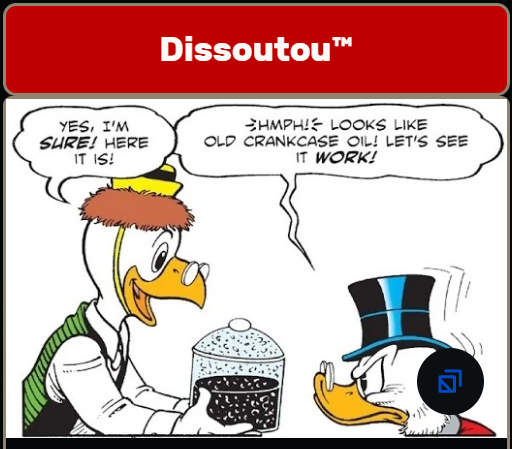 Dissoutou™
YES, I'M
SURE! HERE
IT IS!
⋺HMPH!⋲ LOOKS LIKE
OLD CRANKCASE OIL! LET'S SEE
IT WORK!